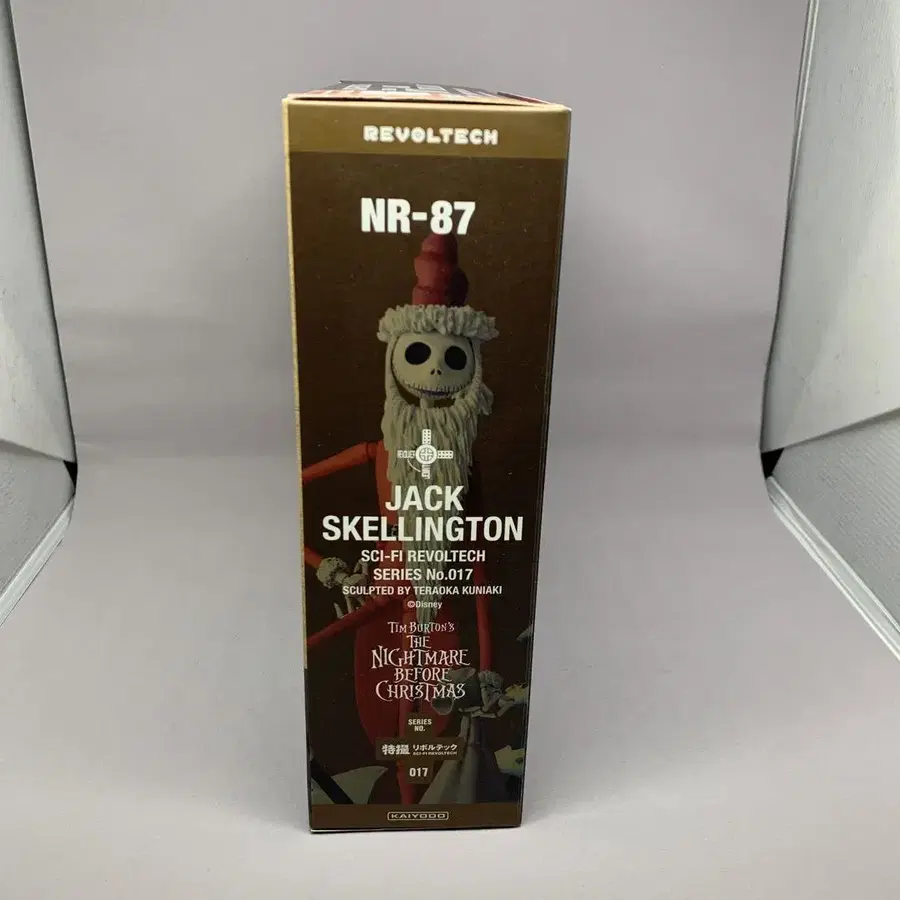 REVOLTECH
NR-87
REVOLVER
JACK
SKELLINGTON
SCI-FI REVOLTECH
SERIES No.017
SCULPTED BY TERAOKA KUNIAKI
©Disney
TIM BURTON'S
THE
NIGHTMARE
BEFORE
CHRISTMAS
SERIES
NO.
特撮 リボルテック
SCI-FI REVOLTECH
017
KAIYODO